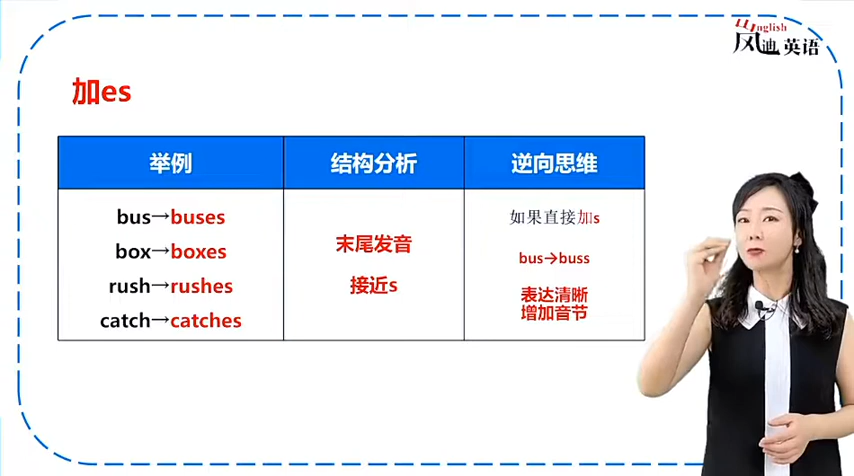 English
风迪英语
加es
举例
结构分析
逆向思维
bus→buses
box→boxes
rush→rushes
catch→catches
末尾发音
接近s
如果直接加s
bus→buss
表达清晰
增加音节